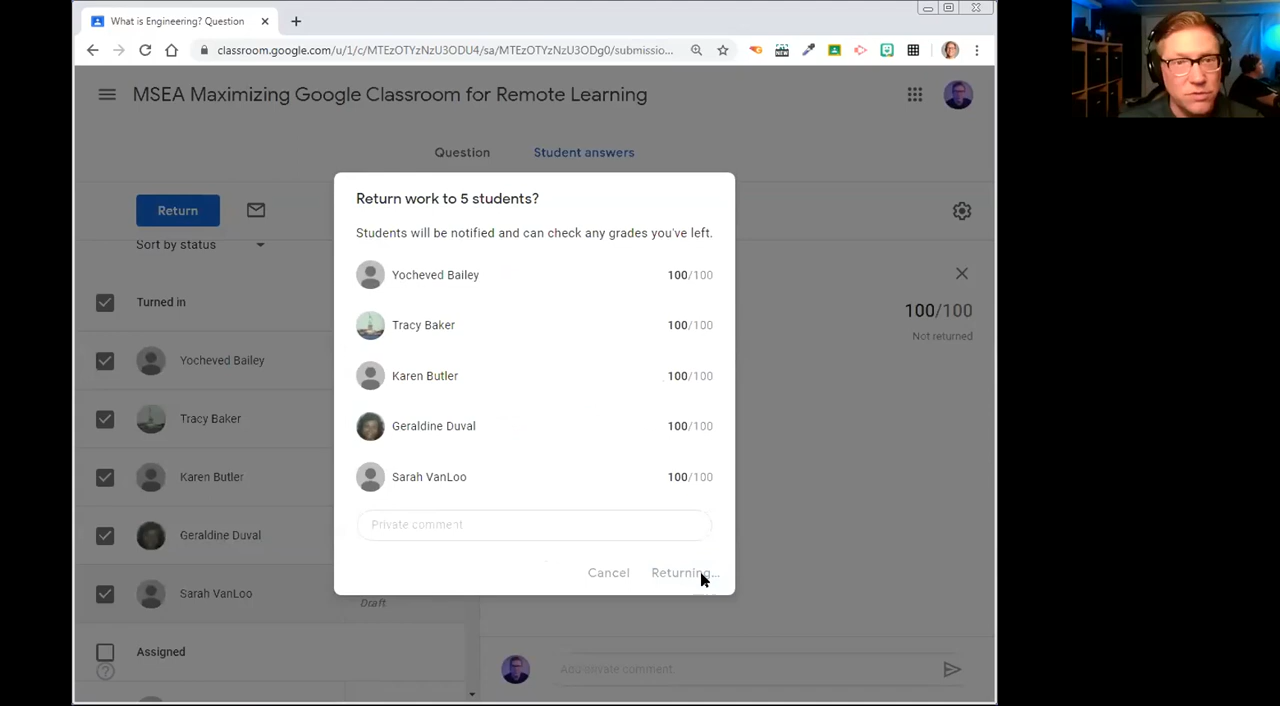 What is Engineering? Question
classroom.google.com/u/1/c/MTEzOTYzNzU3ODU4/sa/MTEzOTYzNzU3ODg0/submissio...
NEW
MSEA Maximizing Google Classroom for Remote Learning
Question
Student answers
Return
Sort by status
Turned in
Yocheved Bailey
Tracy Baker
Karen Butler
Geraldine Duval
Sarah VanLoo
Draft
Assigned
Return work to 5 students?
Students will be notified and can check any grades you've left.
Yocheved Bailey 100/100
Tracy Baker 100/100
Karen Butler 100/100
Geraldine Duval 100/100
Sarah VanLoo 100/100
Private comment
Cancel
Returning...
100/100
Not returned
Add private comment.